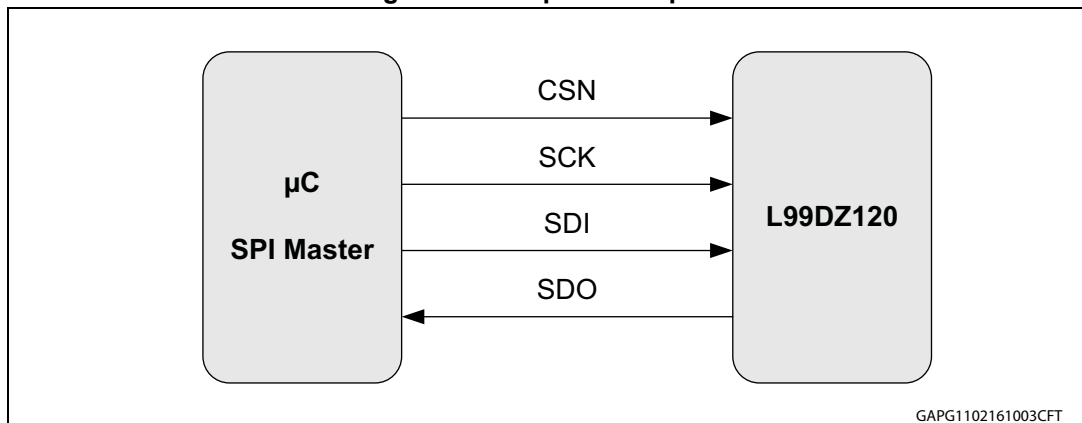 CSN
SCK
SDI
SDO
µC
SPI Master
L99DZ120
GAPG1102161003CFT